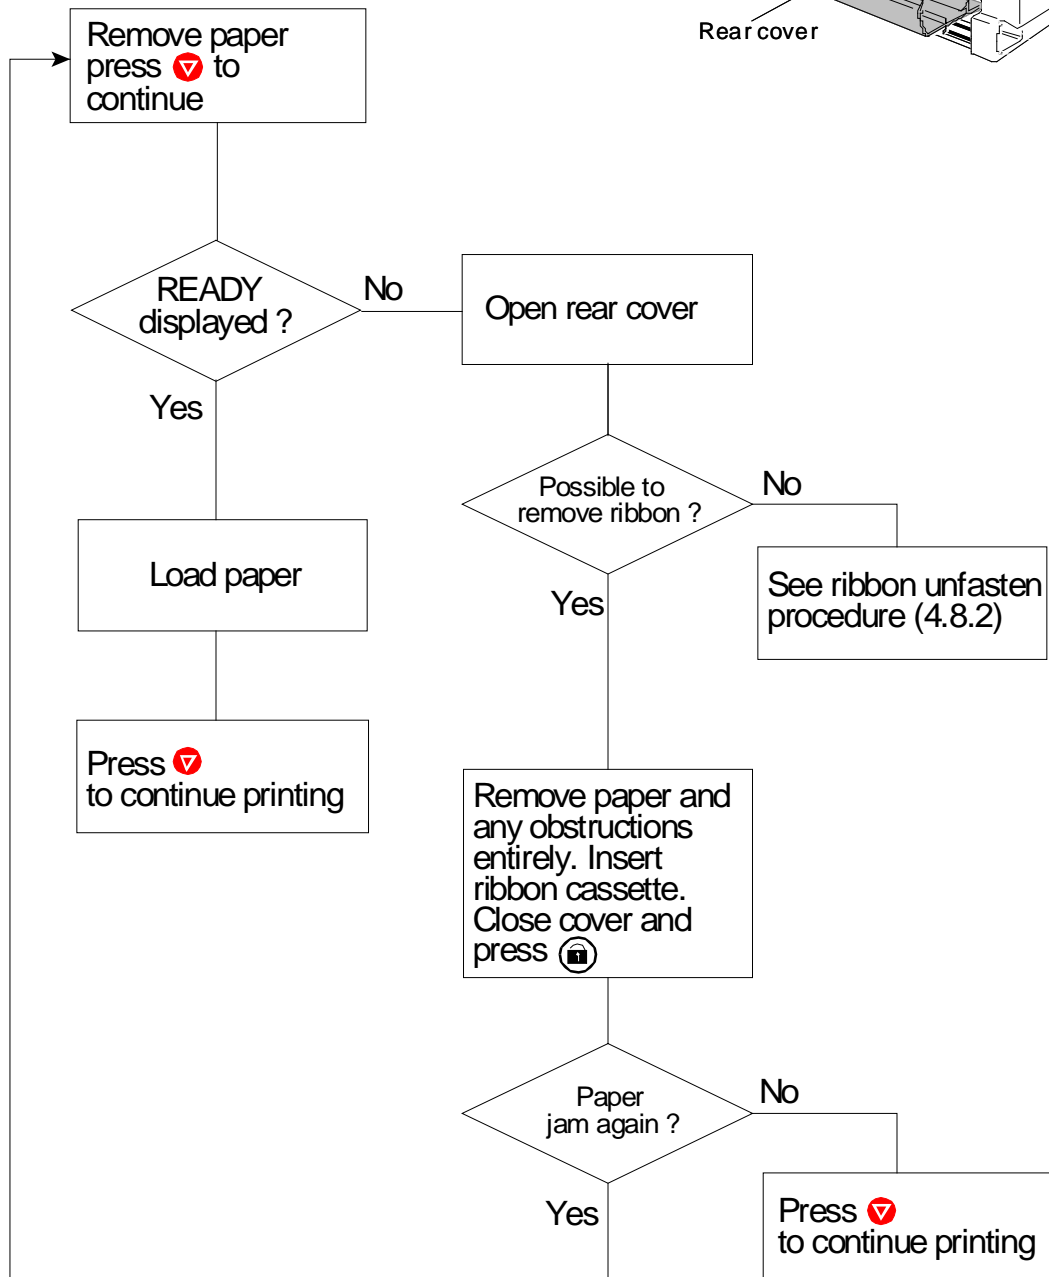 Rear cover
Remove paper
press to
continue
READY
displayed ?
No
Open rear cover
Yes
Possible to
remove ribbon ?
No
Load paper
See ribbon unfasten
procedure (4.8.2)
Yes
Press
to continue printing
Remove paper and
any obstructions
entirely. Insert
ribbon cassette.
Close cover and
press 1
Paper
jam again ?
No
Yes
Press
to continue printing